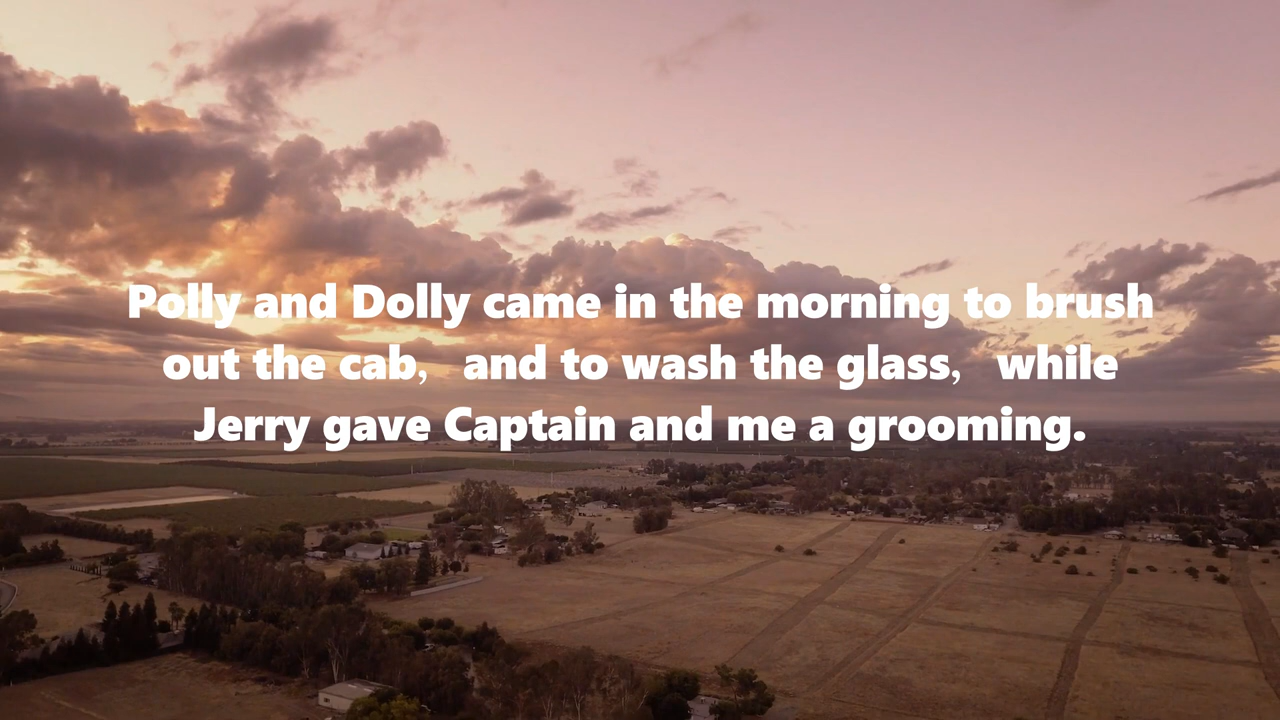 Polly and Dolly came in the morning to brush
out the cab, and to wash the glass, while
Jerry gave Captain and me a grooming.